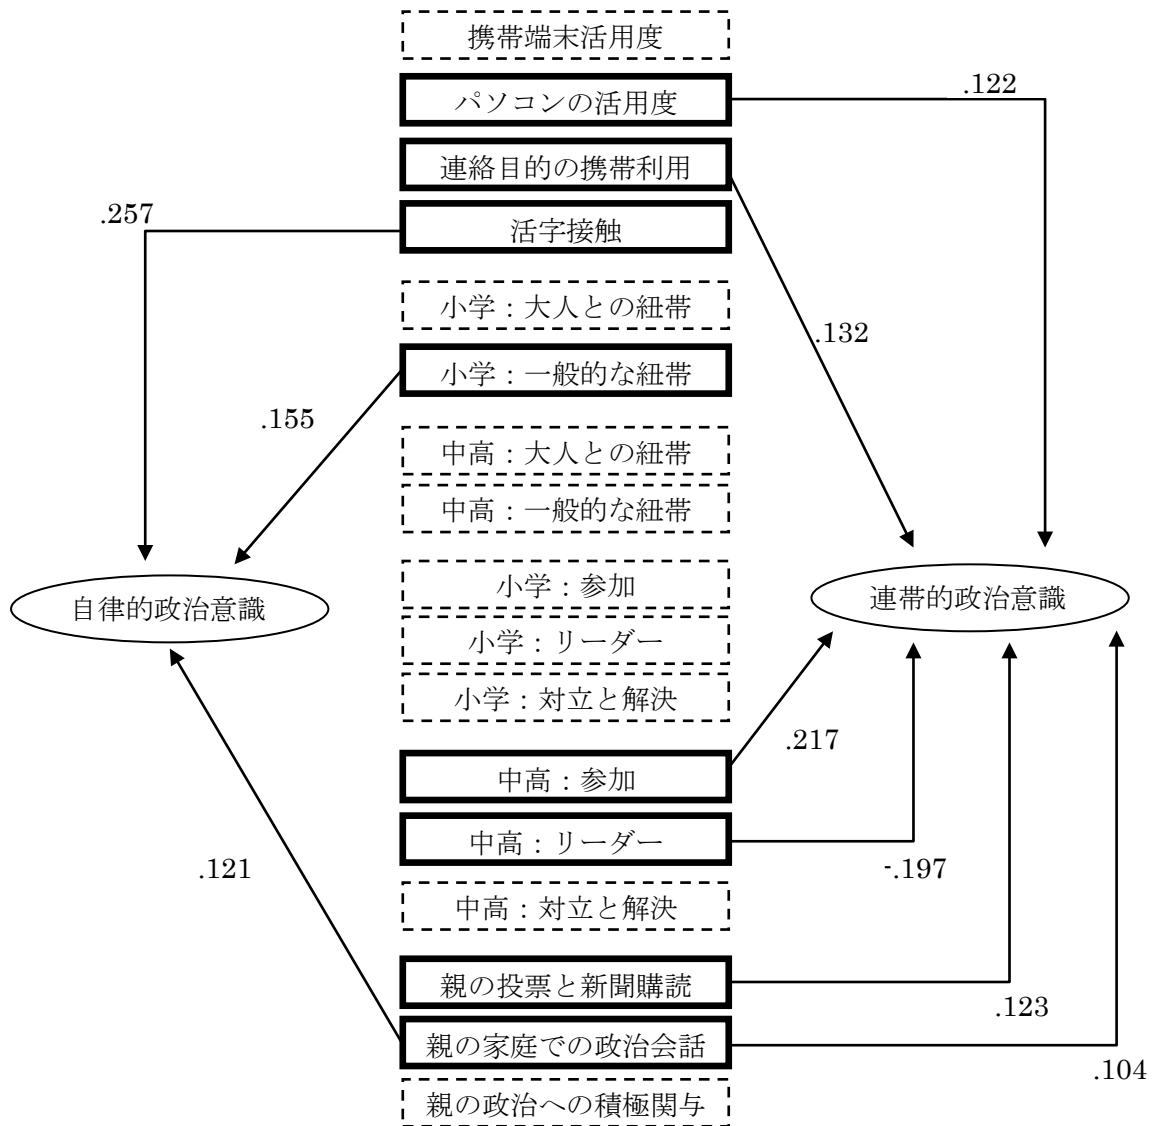 携帯端末活用度
パソコンの活用度
.122
連絡目的の携帯利用
.257
活字接触
小学：大人との紐帯
.132
小学：一般的な紐帯
.155
中高：大人との紐帯
中高：一般的な紐帯
小学：参加
自律的政治意識
連帯的政治意識
小学：リーダー
小学：対立と解決
.217
中高：参加
中高：リーダー
.121
-.197
中高：対立と解決
親の投票と新聞購読
.123
親の家庭での政治会話
.104
親の政治への積極関与